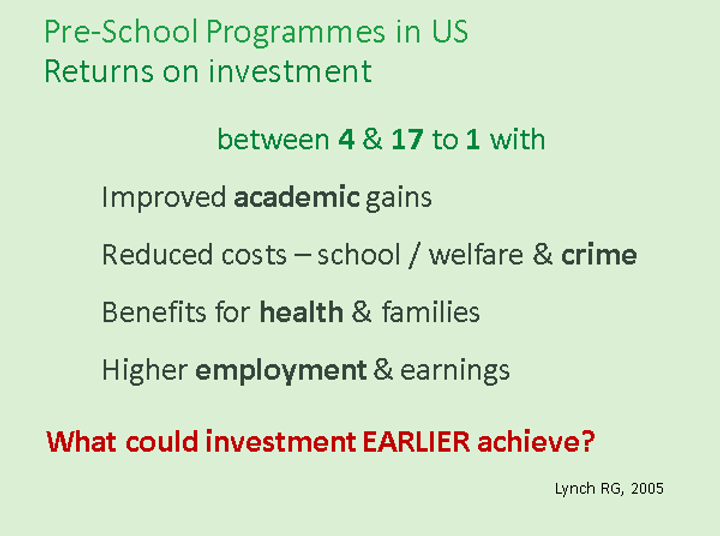 Pre-School Programmes in US
Returns on investment
between 4 & 17 to 1 with
Improved academic gains
Reduced costs – school / welfare & crime
Benefits for health & families
Higher employment & earnings
What could investment EARLIER achieve?
Lynch RG, 2005